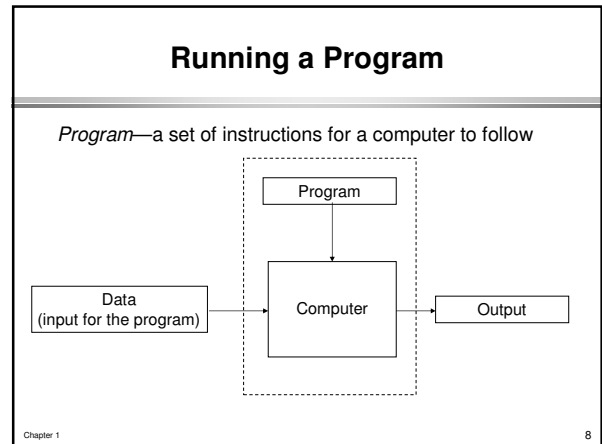 Running a Program
Program—a set of instructions for a computer to follow
Program
Data
(input for the program)
Computer
Output
Chapter 1
8